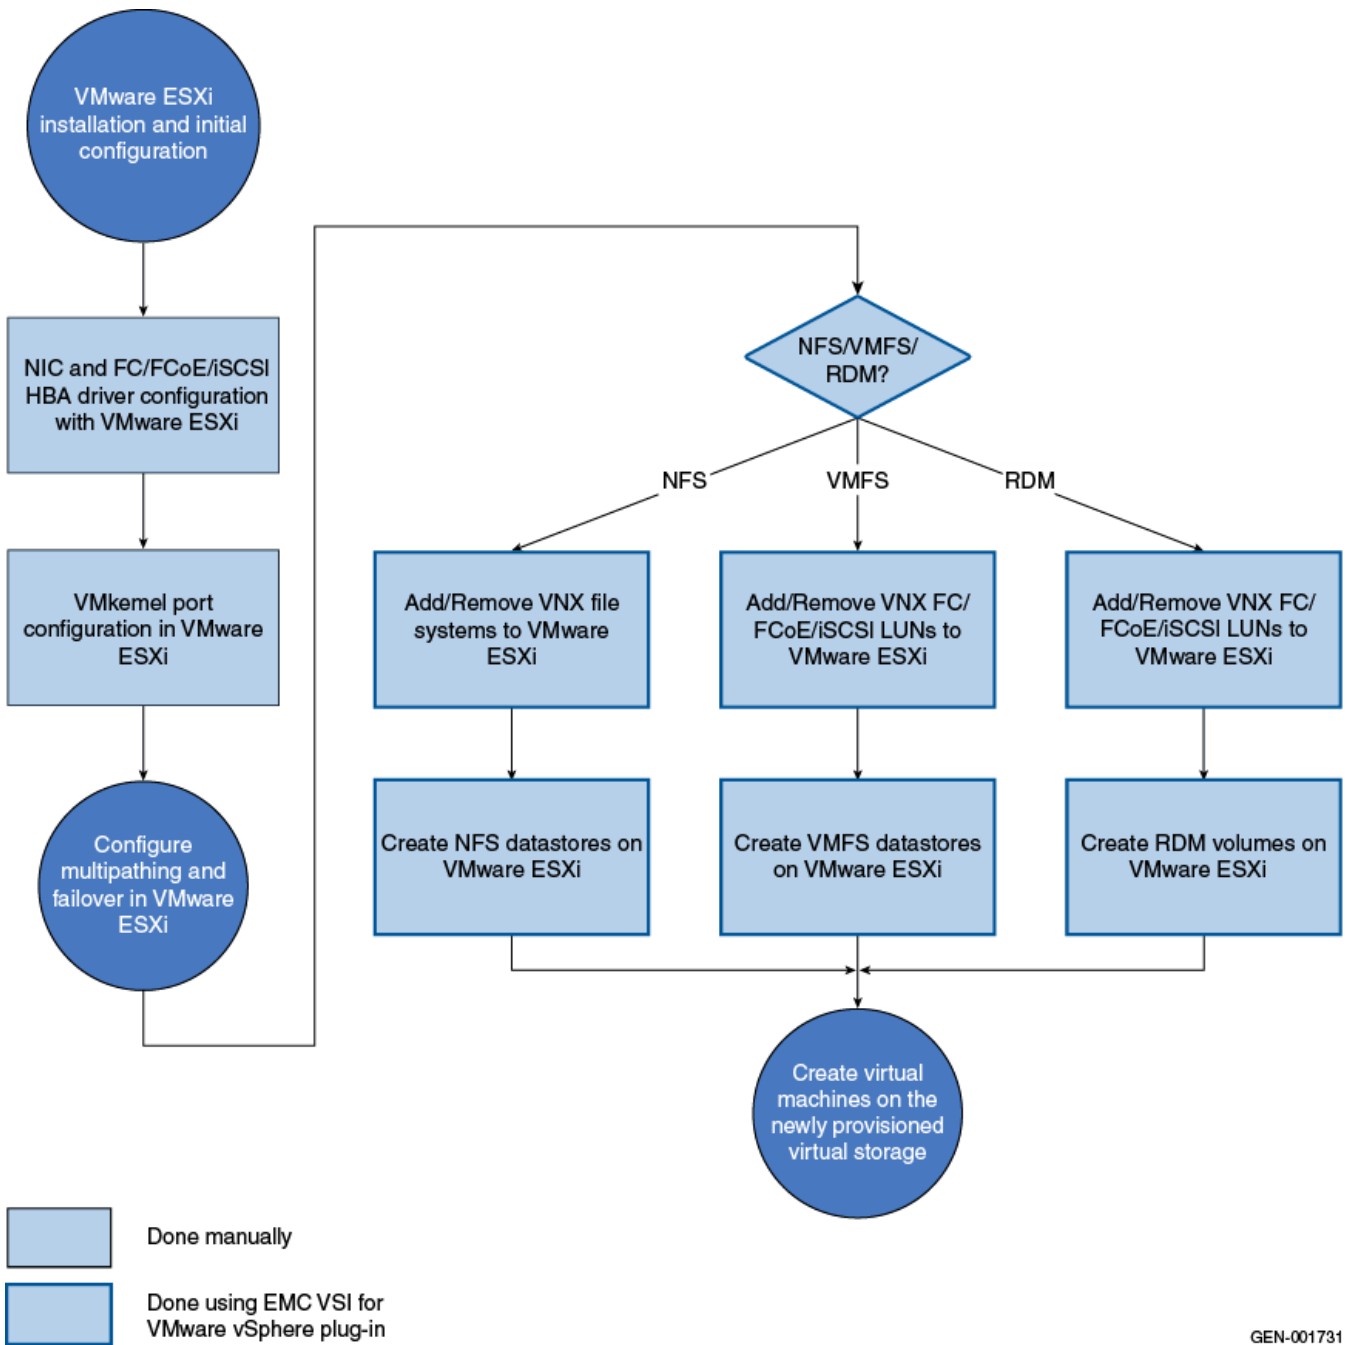 VMware ESXi
installation and initial
configuration
NIC and FC/FCoE/iSCSI
HBA driver configuration
with VMware ESXi
VMkernel port
configuration in VMware
ESXi
Configure
multipathing and
failover in VMware
ESXi
NFS/VMFS/
RDM?
NFS
VMFS
RDM
Add/Remove VNX file
systems to VMware
ESXi
Add/Remove VNX FC/
FCoE/iSCSI LUNs to
VMware ESXi
Add/Remove VNX FC/
FCoE/iSCSI LUNs to
VMware ESXi
Create NFS datastores on
VMware ESXi
Create VMFS datastores
on VMware ESXi
Create RDM volumes on
VMware ESXi
Create virtual
machines on the
newly provisioned
virtual storage
Done manually
Done using EMC VSI for
VMware vSphere plug-in
GEN-001731